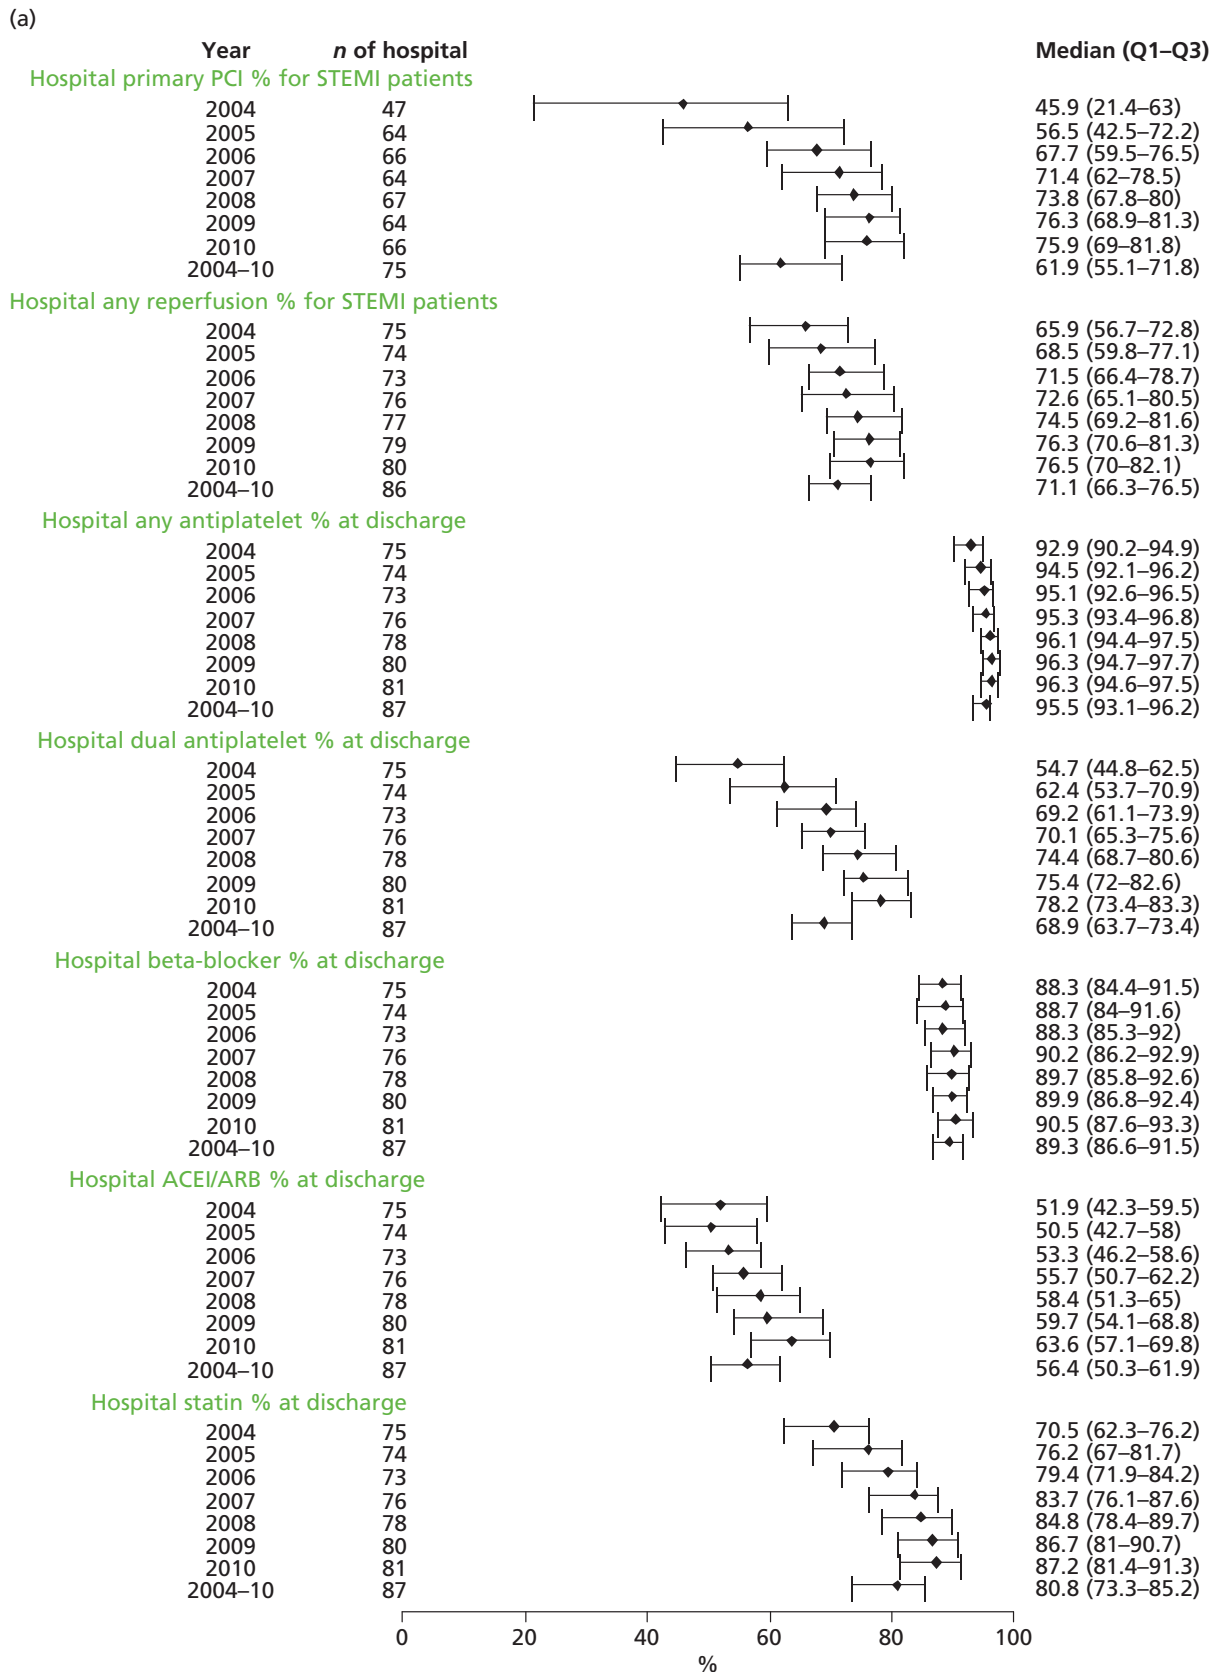 (a)
Year n of hospital Median (Q1–Q3)
Hospital primary PCI % for STEMI patients
2004 47 45.9 (21.4–63)
2005 64 56.5 (42.5–72.2)
2006 66 67.7 (59.5–76.5)
2007 64 71.4 (62–78.5)
2008 67 73.8 (67.8–80)
2009 64 76.3 (68.9–81.3)
2010 66 75.9 (69–81.8)
2004–10 75 61.9 (55.1–71.8)
Hospital any reperfusion % for STEMI patients
2004 75 65.9 (56.7–72.8)
2005 74 68.5 (59.8–77.1)
2006 73 71.5 (66.4–78.7)
2007 76 72.6 (65.1–80.5)
2008 77 74.5 (69.2–81.6)
2009 79 76.3 (70.6–81.3)
2010 80 76.5 (70–82.1)
2004–10 86 71.1 (66.3–76.5)
Hospital any antiplatelet % at discharge
2004 75 92.9 (90.2–94.9)
2005 74 94.5 (92.1–96.2)
2006 73 95.1 (92.6–96.5)
2007 76 95.3 (93.4–96.8)
2008 78 96.1 (94.4–97.5)
2009 80 96.3 (94.7–97.7)
2010 81 96.3 (94.6–97.5)
2004–10 87 95.5 (93.1–96.2)
Hospital dual antiplatelet % at discharge
2004 75 54.7 (44.8–62.5)
2005 74 62.4 (53.7–70.9)
2006 73 69.2 (61.1–73.9)
2007 76 70.1 (65.3–75.6)
2008 78 74.4 (68.7–80.6)
2009 80 75.4 (72–82.6)
2010 81 78.2 (73.4–83.3)
2004–10 87 68.9 (63.7–73.4)
Hospital beta-blocker % at discharge
2004 75 88.3 (84.4–91.5)
2005 74 88.7 (84–91.6)
2006 73 88.3 (85.3–92)
2007 76 90.2 (86.2–92.9)
2008 78 89.7 (85.8–92.6)
2009 80 89.9 (86.8–92.4)
2010 81 90.5 (87.6–93.3)
2004–10 87 89.3 (86.6–91.5)
Hospital ACEI/ARB % at discharge
2004 75 51.9 (42.3–59.5)
2005 74 50.5 (42.7–58)
2006 73 53.3 (46.2–58.6)
2007 76 55.7 (50.7–62.2)
2008 78 58.4 (51.3–65)
2009 80 59.7 (54.1–68.8)
2010 81 63.6 (57.1–69.8)
2004–10 87 56.4 (50.3–61.9)
Hospital statin % at discharge
2004 75 70.5 (62.3–76.2)
2005 74 76.2 (67–81.7)
2006 73 79.4 (71.9–84.2)
2007 76 83.7 (76.1–87.6)
2008 78 84.8 (78.4–89.7)
2009 80 86.7 (81–90.7)
2010 81 87.2 (81.4–91.3)
2004–10 87 80.8 (73.3–85.2)
0 20 40 60 80 100
%